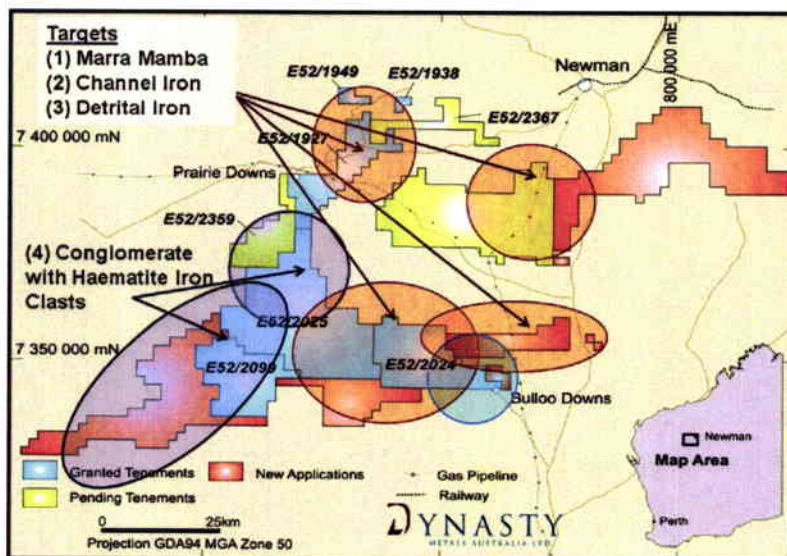 Targets
(1) Marra Mamba
(2) Channel Iron
(3) Detrital Iron
E52/1949
E52/1938
Newman
800 000 mE
7 400 000 mN
E52/1927
E52/2367
Prairie Downs
E52/2359
(4) Conglomerate
with Haematite Iron
Clasts
E52/2025
7 350 000 mN
E52/2099
E52/2024
Bulloo Downs
Newman
Map Area
Perth
Granted Tenements
New Applications
Gas Pipeline
Pending Tenements
Railway
0
25km
Projection GDA94 MGA Zone 50
DYNASTY
METALS AUSTRALIA LTD.